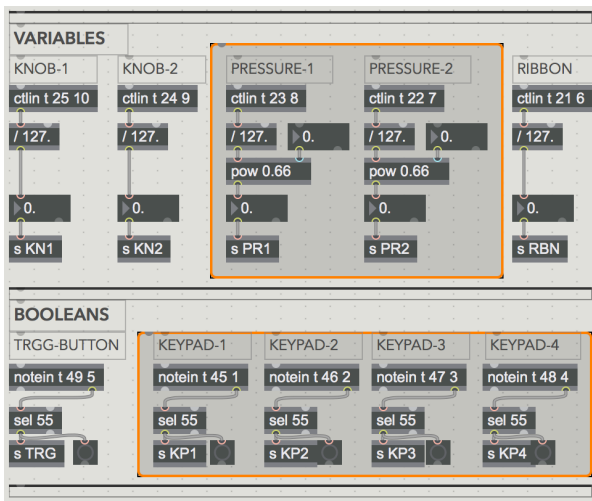 VARIABLES
KNOB-1 KNOB-2 PRESSURE-1 PRESSURE-2 RIBBON
ctlin t 25 10 ctlin t 24 9 ctlin t 23 8 ctlin t 22 7 ctlin t 21 6
/ 127. / 127. / 127. 0. / 127. 0. / 127.
pow 0.66 pow 0.66
0. 0. 0. 0. 0.
s KN1 s KN2 s PR1 s PR2 s RBN
BOOLEANS
TRGG-BUTTON KEYPAD-1 KEYPAD-2 KEYPAD-3 KEYPAD-4
notein t 49 5 notein t 45 1 notein t 46 2 notein t 47 3 notein t 48 4
sel 55 sel 55 sel 55 sel 55 sel 55
s TRG s KP1 s KP2 s KP3 s KP4